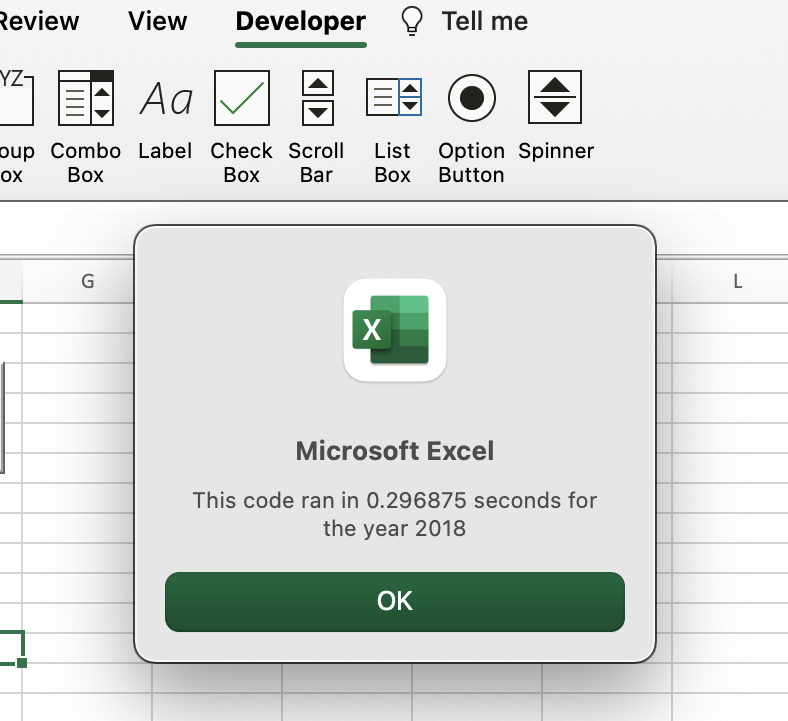 Review View Developer Tell me
YZ Aa
oup Combo Label Check Scroll List Option Spinner
ox Box Box Bar Box Button
G L
X
Microsoft Excel
This code ran in 0.296875 seconds for
the year 2018
OK